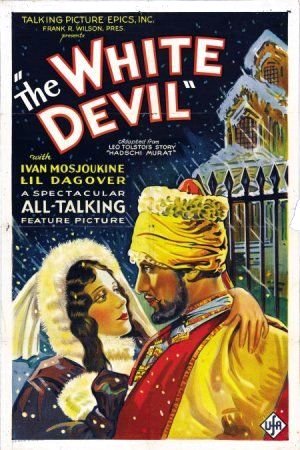 TALKING PICTURE EPICS, INC.
FRANK R. WILSON, PRES.
presents
"The WHITE
DEVIL"
adapted from
LEO TOLSTOI'S STORY
"HADSCHI MURAT"
with
IVAN MOSJOUKINE
LIL DAGOVER
A SPECTACULAR
ALL-TALKING
FEATURE PICTURE
UFA